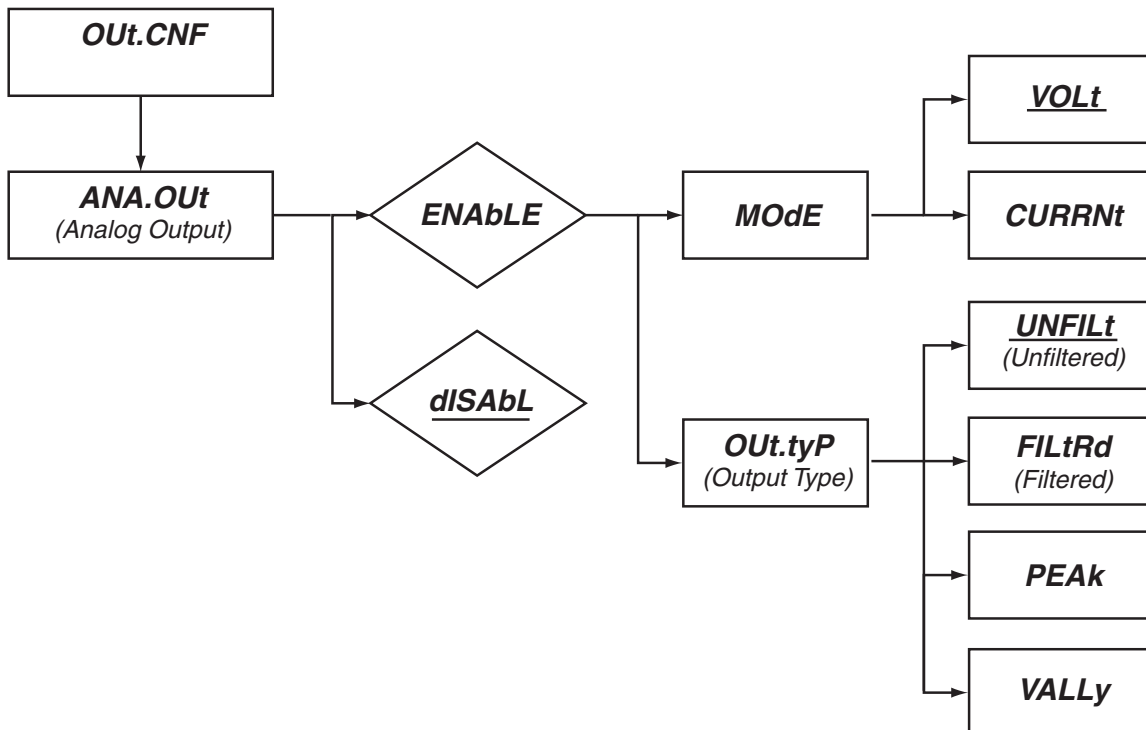 OUt.CNF
ANA.OUt
(Analog Output)
ENAbLE
dISAbL
MOdE
OUt.tyP
(Output Type)
VOLt
CURRNt
UNFILt
(Unfiltered)
FILtRd
(Filtered)
PEAk
VALLy